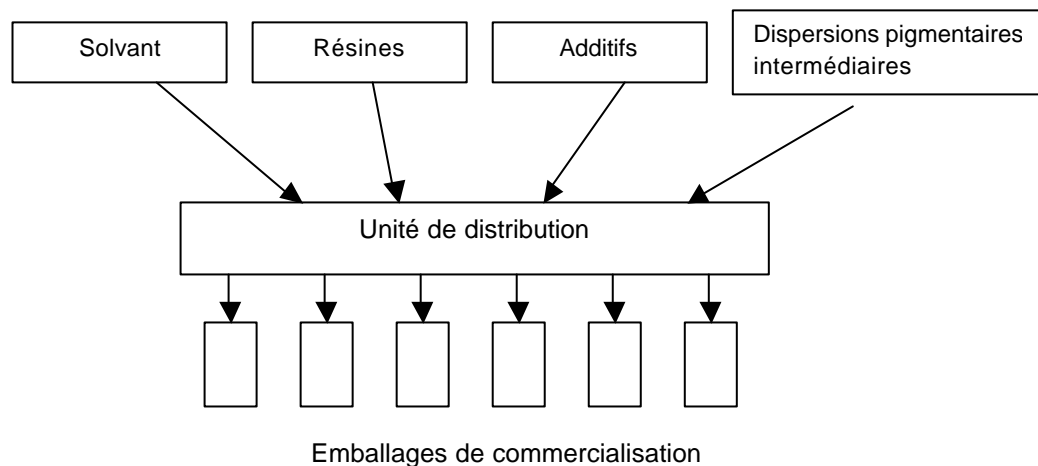 Solvant
Résines
Additifs
Dispersions pigmentaires
intermédiaires
Unité de distribution
Emballages de commercialisation